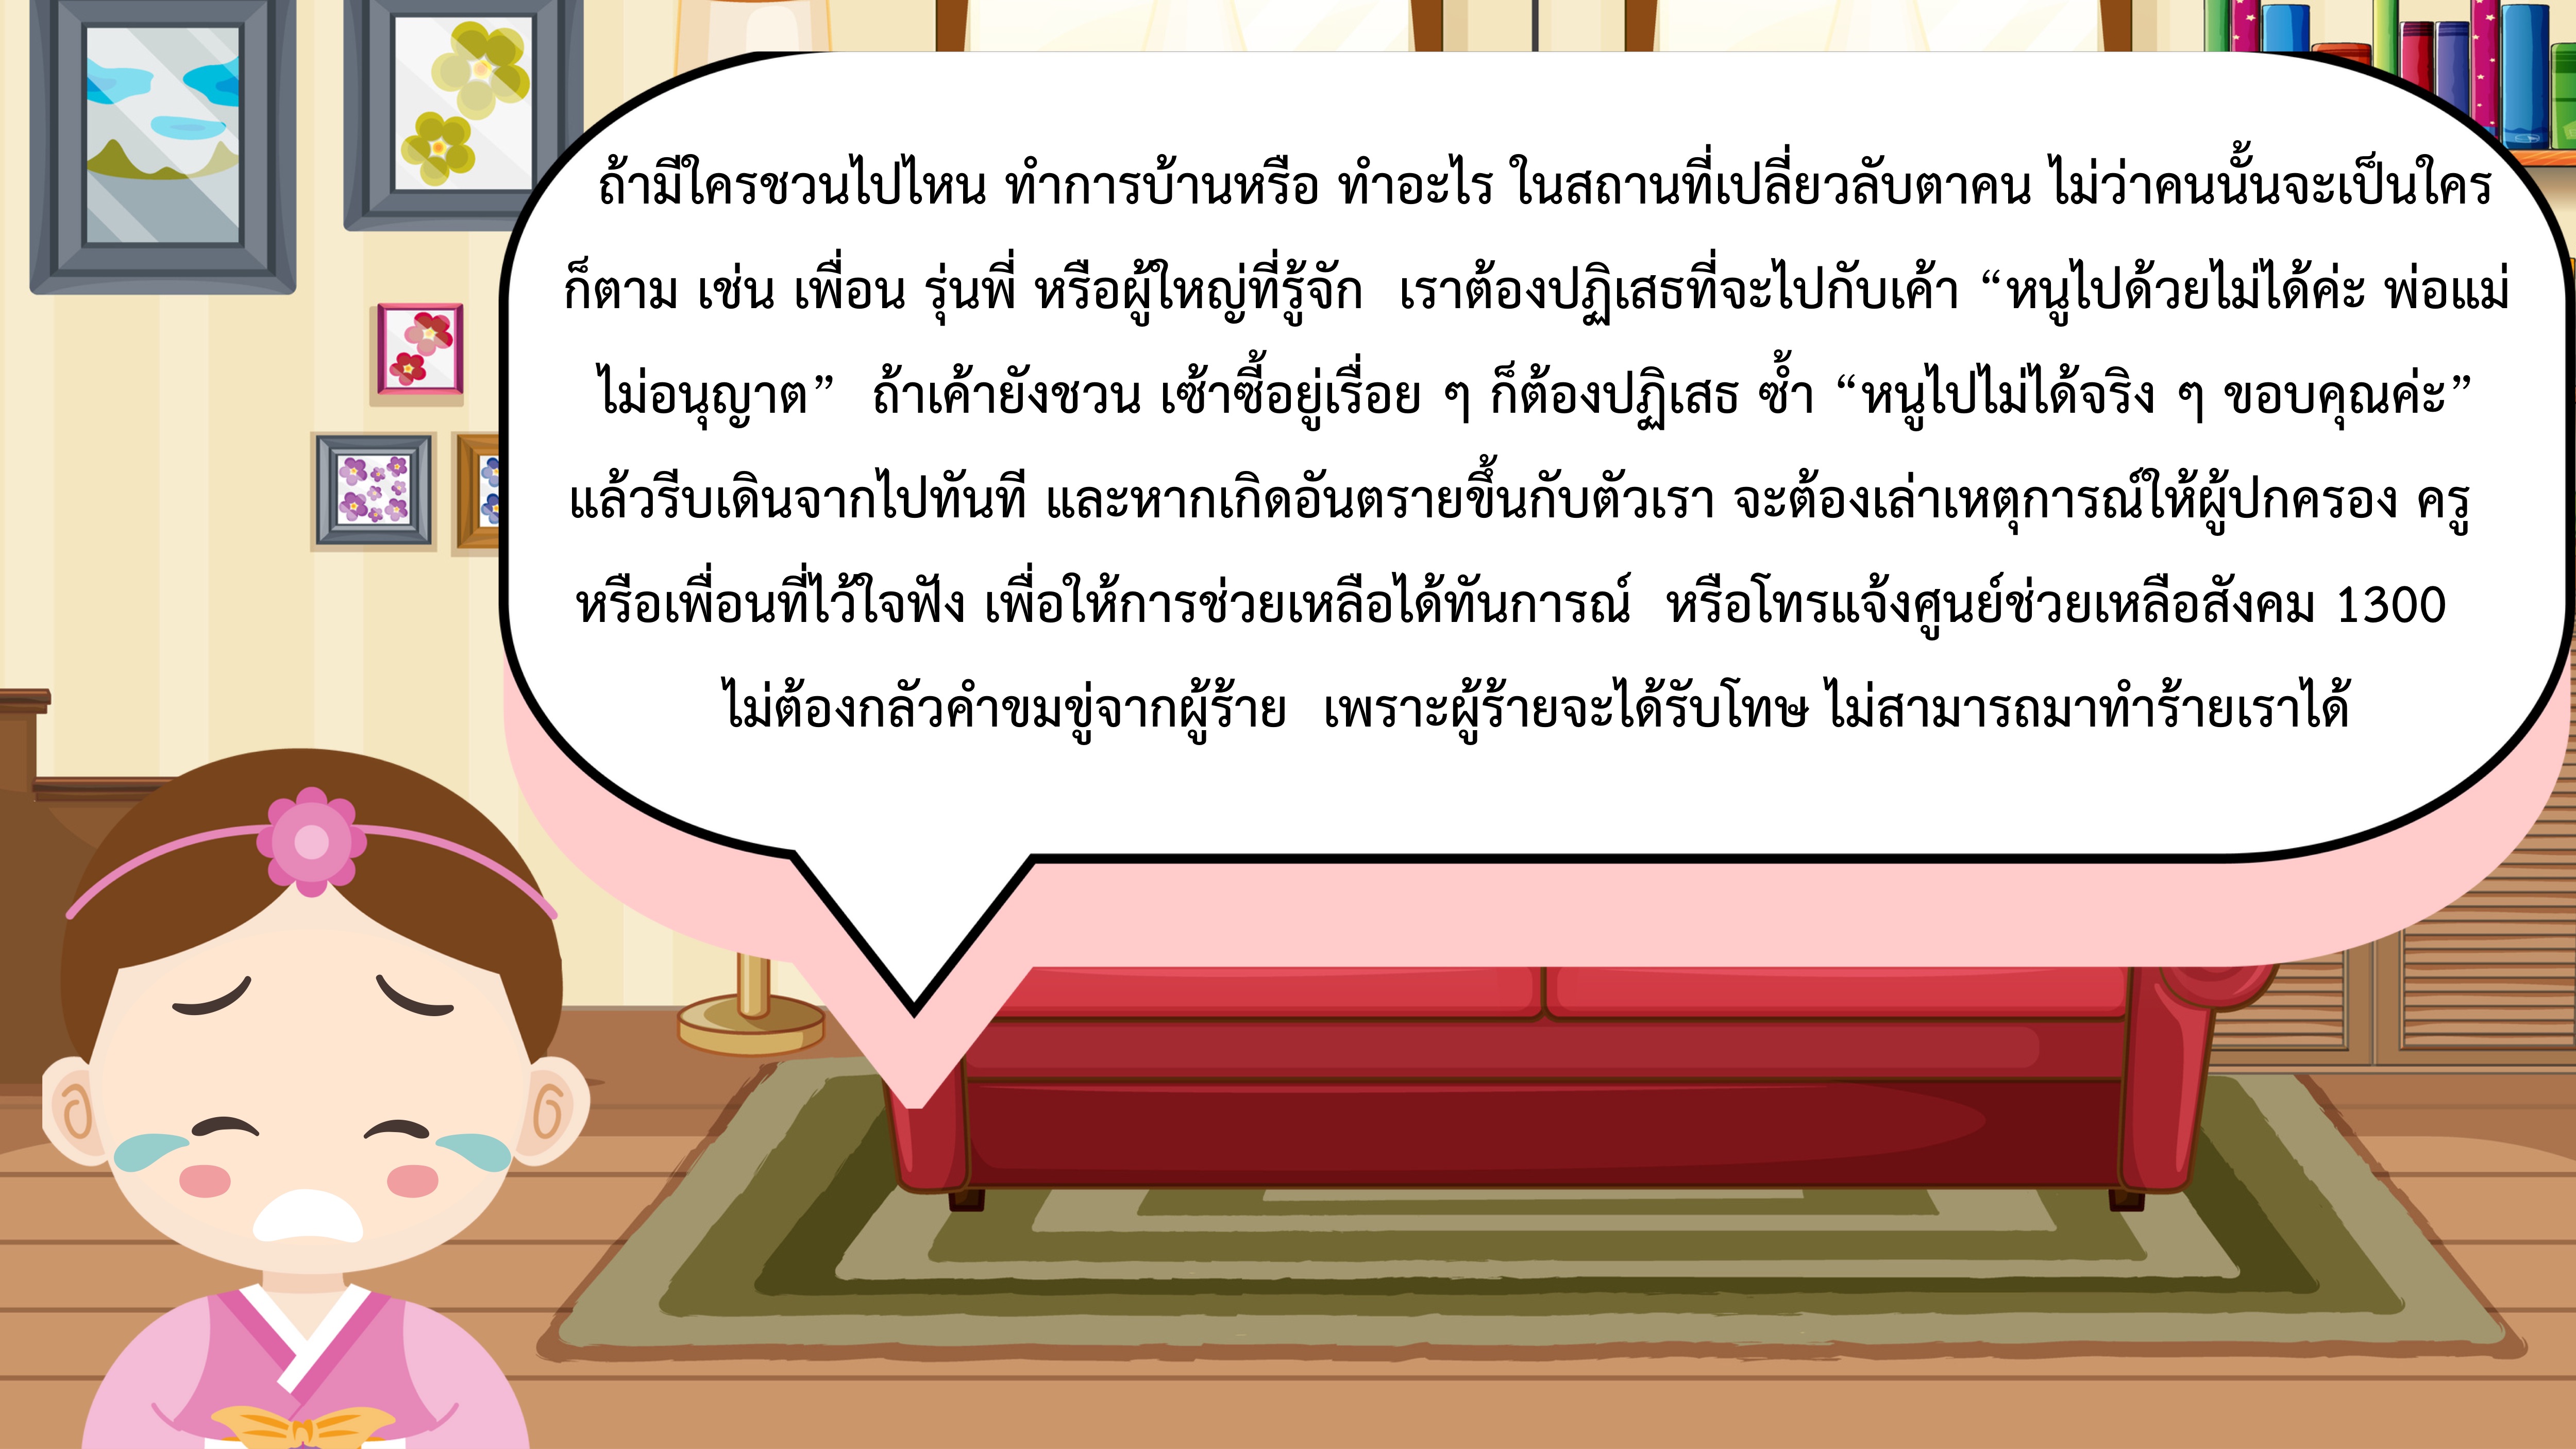 ถ้ามีใครชวนไปไหน ทำการบ้านหรือ ทำอะไร ในสถานที่เปลี่ยวลับตาคน ไม่ว่าคนนั้นจะเป็นใคร
ก็ตาม เช่น เพื่อน รุ่นพี่ หรือผู้ใหญ่ที่รู้จัก เราต้องปฏิเสธที่จะไปกับเค้า “หนูไปด้วยไม่ได้ค่ะ พ่อแม่
ไม่อนุญาต” ถ้าเค้ายังชวน เซ้าซี้อยู่เรื่อย ๆ ก็ต้องปฏิเสธ ซ้ำ “หนูไปไม่ได้จริง ๆ ขอบคุณค่ะ”
แล้วรีบเดินจากไปทันที และหากเกิดอันตรายขึ้นกับตัวเรา จะต้องเล่าเหตุการณ์ให้ผู้ปกครอง ครู
หรือเพื่อนที่ไว้ใจฟัง เพื่อให้การช่วยเหลือได้ทันการณ์ หรือโทรแจ้งศูนย์ช่วยเหลือสังคม 1300
ไม่ต้องกลัวคำขมขู่จากผู้ร้าย เพราะผู้ร้ายจะได้รับโทษ ไม่สามารถมาทำร้ายเราได้